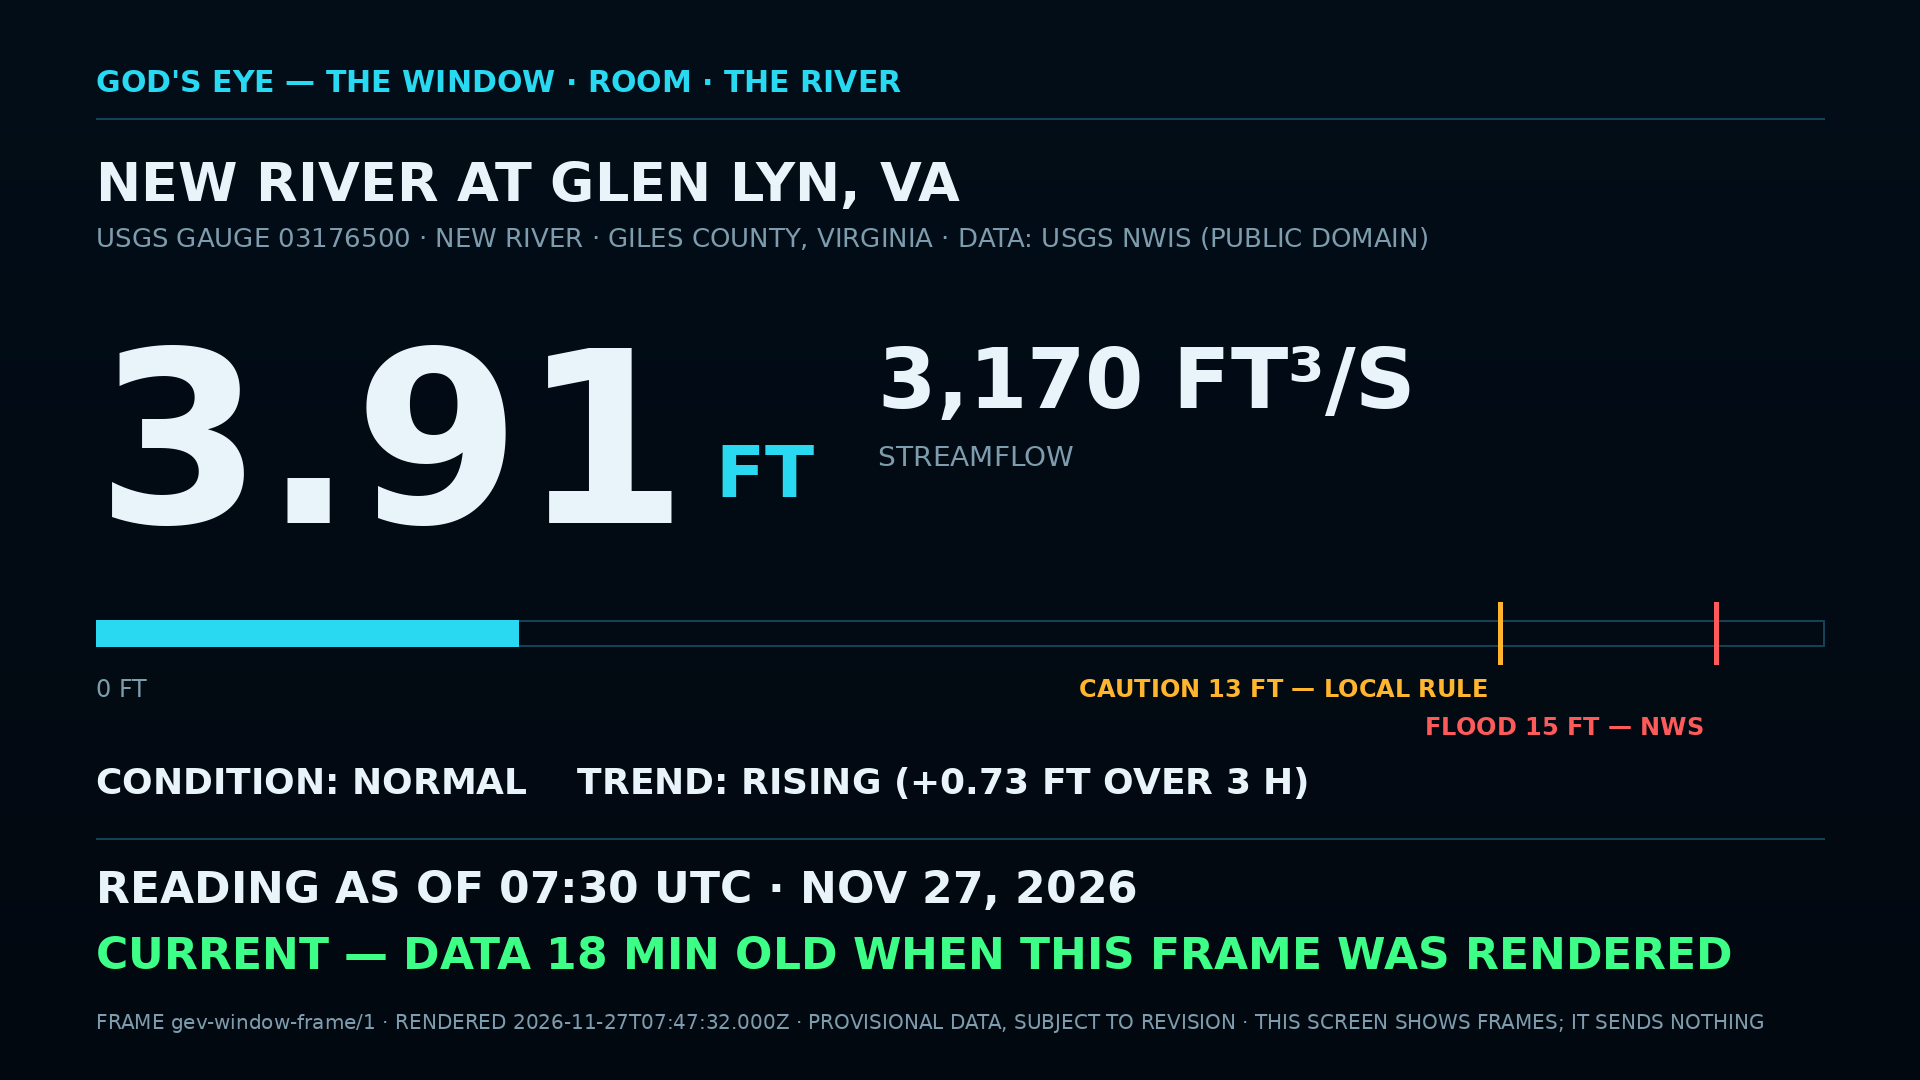 GOD'S EYE — THE WINDOW · ROOM · THE RIVER
NEW RIVER AT GLEN LYN, VA
USGS GAUGE 03176500 · NEW RIVER · GILES COUNTY, VIRGINIA · DATA: USGS NWIS (PUBLIC DOMAIN)
3.91 FT
3,170 FT³/S
STREAMFLOW
0 FT
CAUTION 13 FT — LOCAL RULE
FLOOD 15 FT — NWS
CONDITION: NORMAL TREND: RISING (+0.73 FT OVER 3 H)
READING AS OF 07:30 UTC · NOV 27, 2026
CURRENT — DATA 18 MIN OLD WHEN THIS FRAME WAS RENDERED
FRAME gev-window-frame/1 · RENDERED 2026-11-27T07:47:32.000Z · PROVISIONAL DATA, SUBJECT TO REVISION · THIS SCREEN SHOWS FRAMES; IT SENDS NOTHING